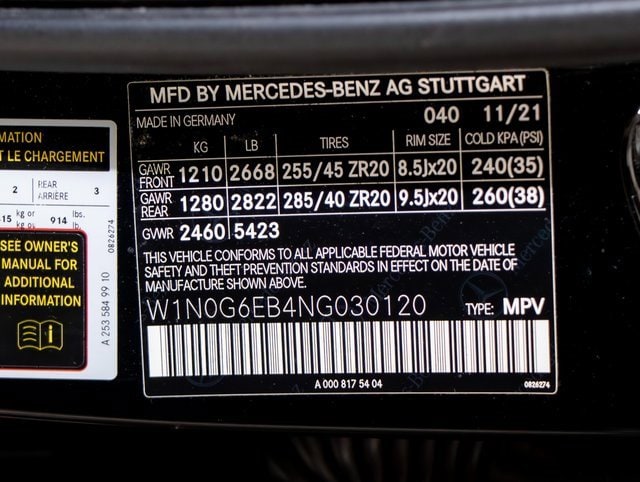 MATION
T LE CHARGEMENT
2 REAR ARRIÈRE 3
kg or 914 lbs.
SEE OWNER'S
MANUAL FOR
ADDITIONAL
INFORMATION
A 253 584 99 10
0826274
MFD BY MERCEDES-BENZ AG STUTTGART
MADE IN GERMANY 040 11/21
KG LB TIRES RIM SIZE COLD KPA(PSI)
GAWR FRONT 1210 2668 255/45 ZR20 8.5Jx20 240(35)
GAWR REAR 1280 2822 285/40 ZR20 9.5Jx20 260(38)
GVWR 2460 5423
THIS VEHICLE CONFORMS TO ALL APPLICABLE FEDERAL MOTOR VEHICLE
SAFETY AND THEFT PREVENTION STANDARDS IN EFFECT ON THE DATE OF
MANUFACTURE SHOWN ABOVE.
W1N0G6EB4NG030120 TYPE: MPV
A 000 817 54 04 0826274